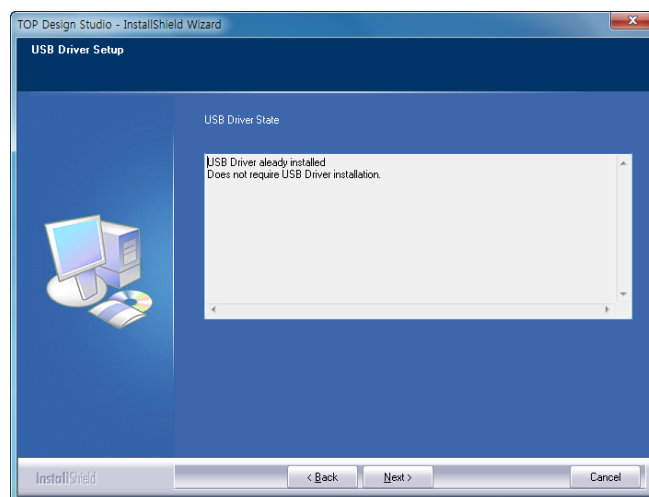 TOP Design Studio - InstallShield Wizard
USB Driver Setup
USB Driver State
USB Driver aleady installed
Does not require USB Driver installation.
InstallShield
< Back
Next >
Cancel